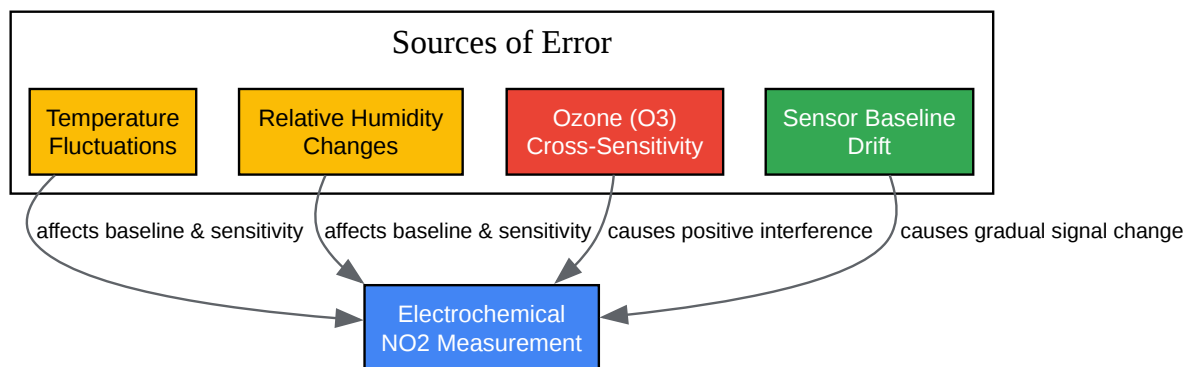 Sources of Error
Temperature
Fluctuations
Relative Humidity
Changes
Ozone (O3)
Cross-Sensitivity
Sensor Baseline
Drift
affects baseline & sensitivity
affects baseline & sensitivity
causes positive interference
causes gradual signal change
Electrochemical
NO2 Measurement